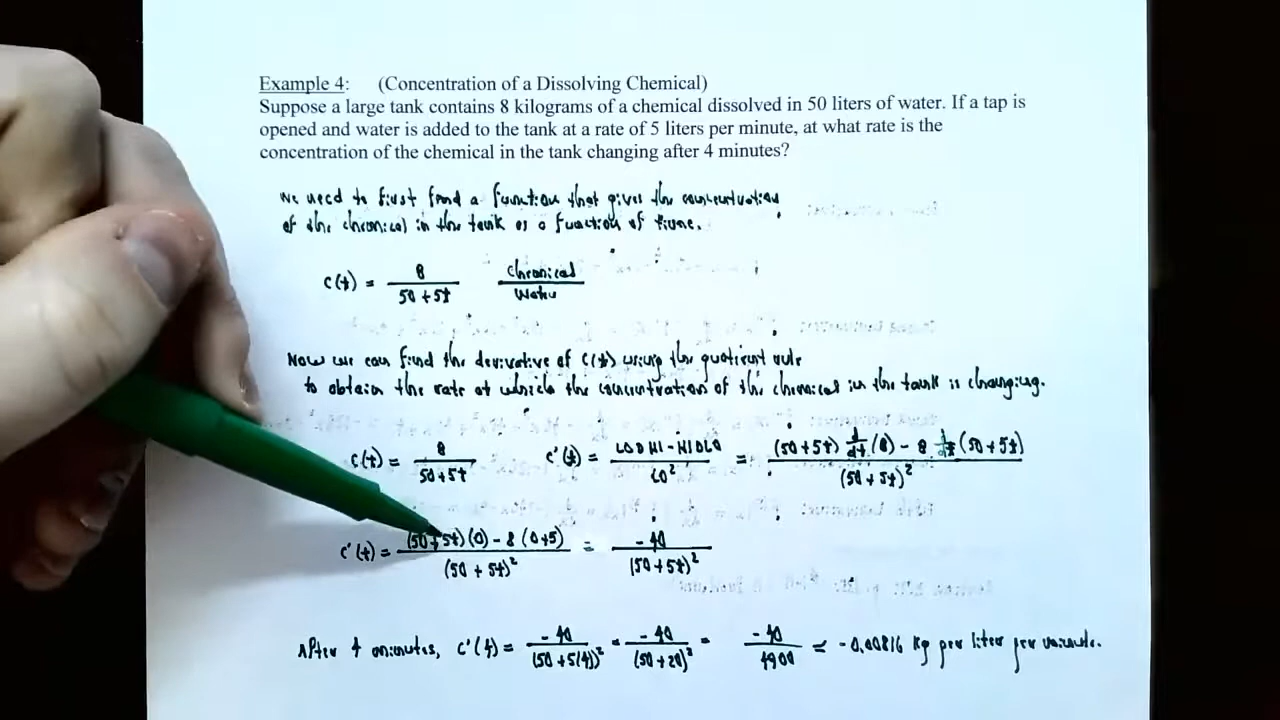 Example 4: (Concentration of a Dissolving Chemical)
Suppose a large tank contains 8 kilograms of a chemical dissolved in 50 liters of water. If a tap is
opened and water is added to the tank at a rate of 5 liters per minute, at what rate is the
concentration of the chemical in the tank changing after 4 minutes?
We need to first find a function that gives the concentration
of the chemical in the tank as a function of time.
C(t) = 8 / (50 + 5t) Chemical / Water
Now we can find the derivative of C(t) using the quotient rule
to obtain the rate at which the concentration of the chemical in the tank is changing.
C(t) = 8 / (50 + 5t) C'(t) = (LO D HI - HI D LO) / LO² = ((50 + 5t) d/dt (8) - 8 d/dt (50 + 5t)) / (50 + 5t)²
C'(t) = ((50 + 5t)(0) - 8(0 + 5)) / (50 + 5t)² = -40 / (50 + 5t)²
After 4 minutes, C'(4) = -40 / (50 + 5(4))² = -40 / (50 + 20)² = -40 / 4900 ≈ -0.00816 kg per liter per minute.